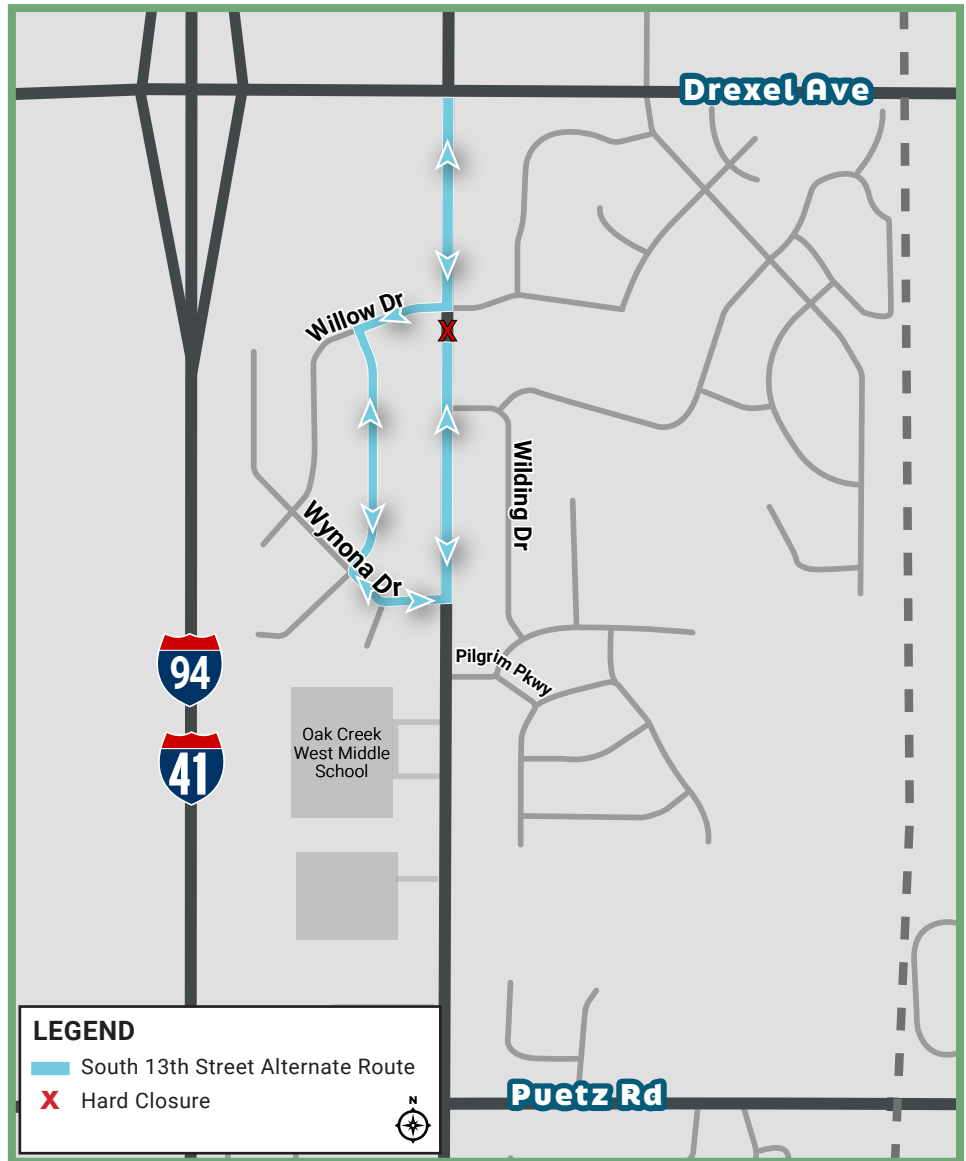 Drexel Ave
Willow Dr
X
Wilding Dr
Wynona Dr
Pilgrim Pkwy
94
41
Oak Creek
West Middle
School
LEGEND
South 13th Street Alternate Route
X Hard Closure
N
Puetz Rd